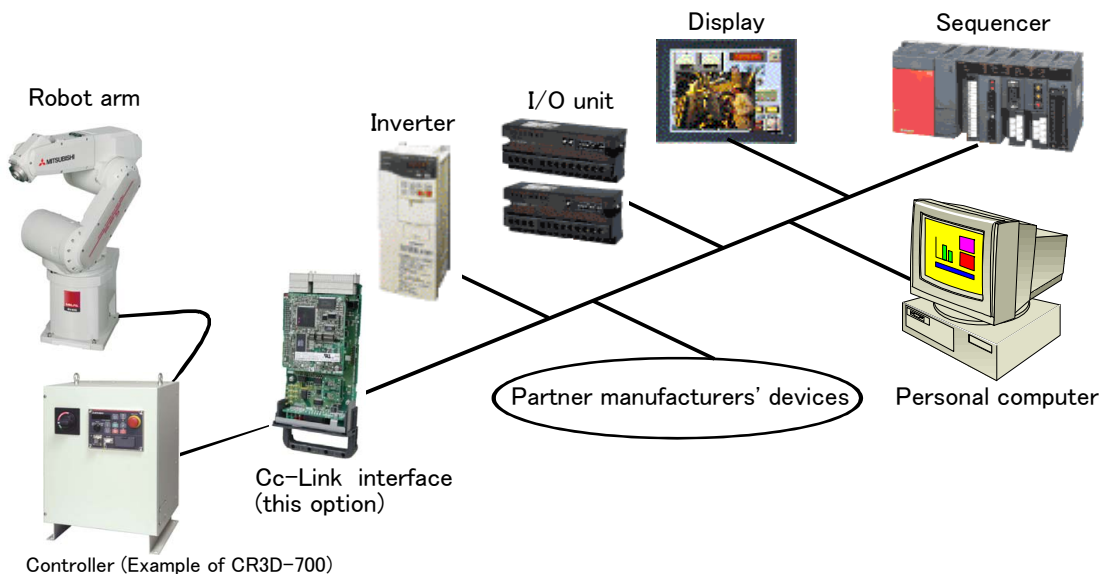 Display
Sequencer
Robot arm
I/O unit
Inverter
MITSUBISHI
Partner manufacturers' devices
Personal computer
Cc-Link interface
(this option)
Controller (Example of CR3D-700)